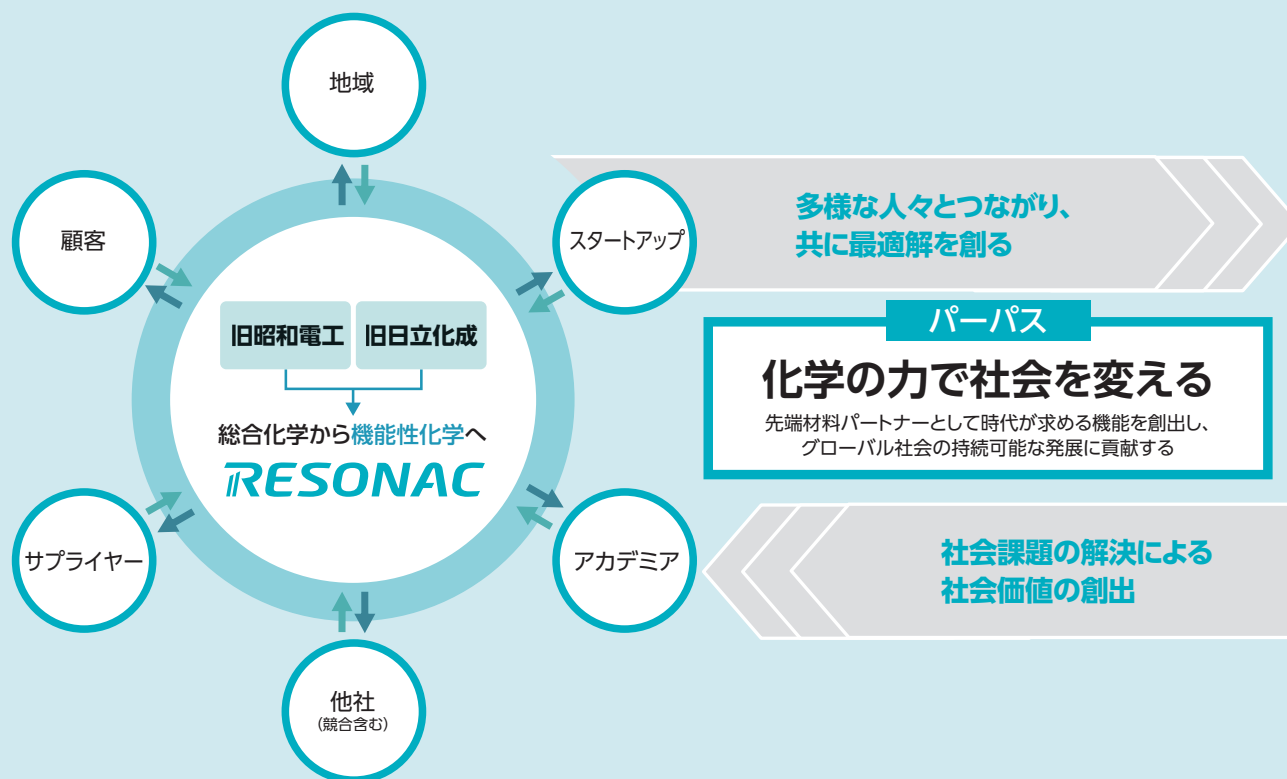 地域
顧客
スタートアップ
旧昭和電工
旧日立化成
総合化学から機能性化学へ
RESONAC
サプライヤー
アカデミア
他社
(競合含む)
多様な人々とつながり、
共に最適解を創る
パーパス
化学の力で社会を変える
先端材料パートナーとして時代が求める機能を創出し、
グローバル社会の持続可能な発展に貢献する
社会課題の解決による
社会価値の創出